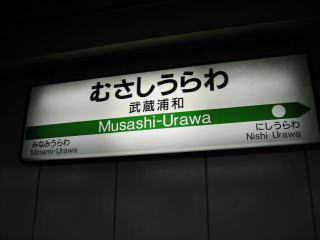 むさしうらわ
武蔵浦和
Musashi-Urawa
みなみうらわ
Minami-Urawa
にしうらわ
Nishi Urawa